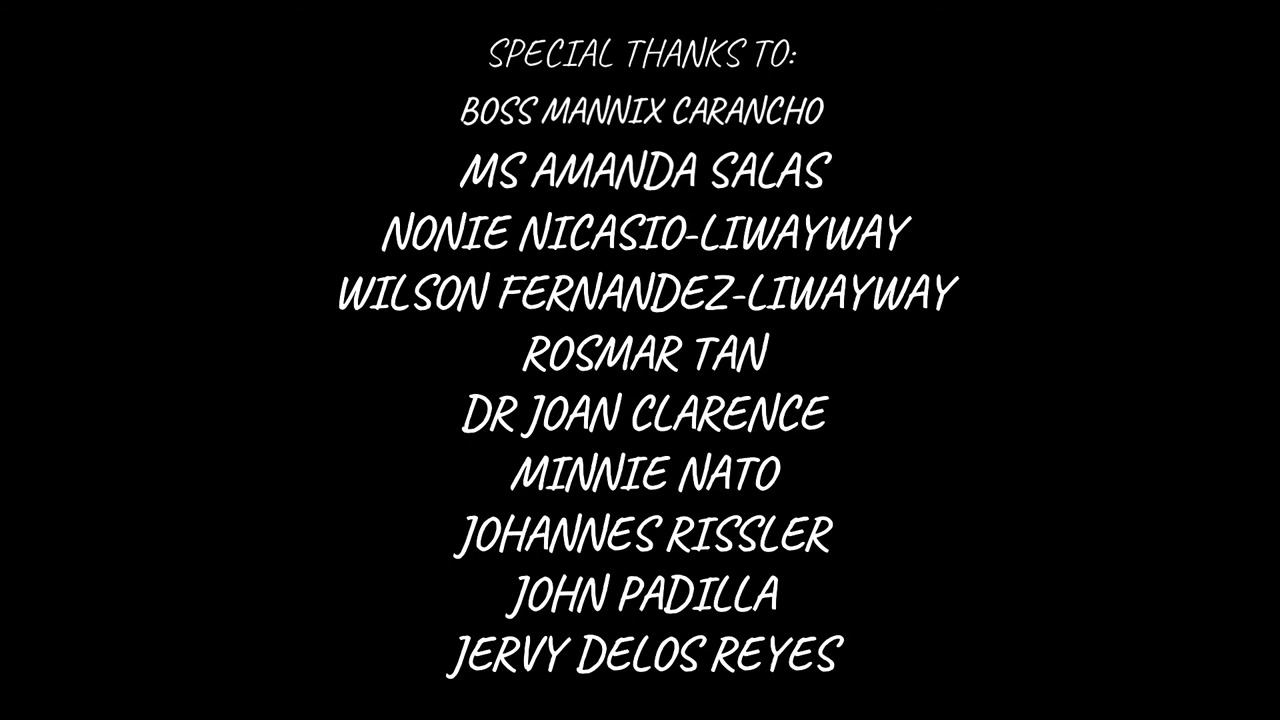 SPECIAL THANKS TO:
BOSS MANNIX CARANCHO
MS AMANDA SALAS
NONIE NICASIO-LIWAYWAY
WILSON FERNANDEZ-LIWAYWAY
ROSMAR TAN
DR JOAN CLARENCE
MINNIE NATO
JOHANNES RISSLER
JOHN PADILLA
JERVY DELOS REYES